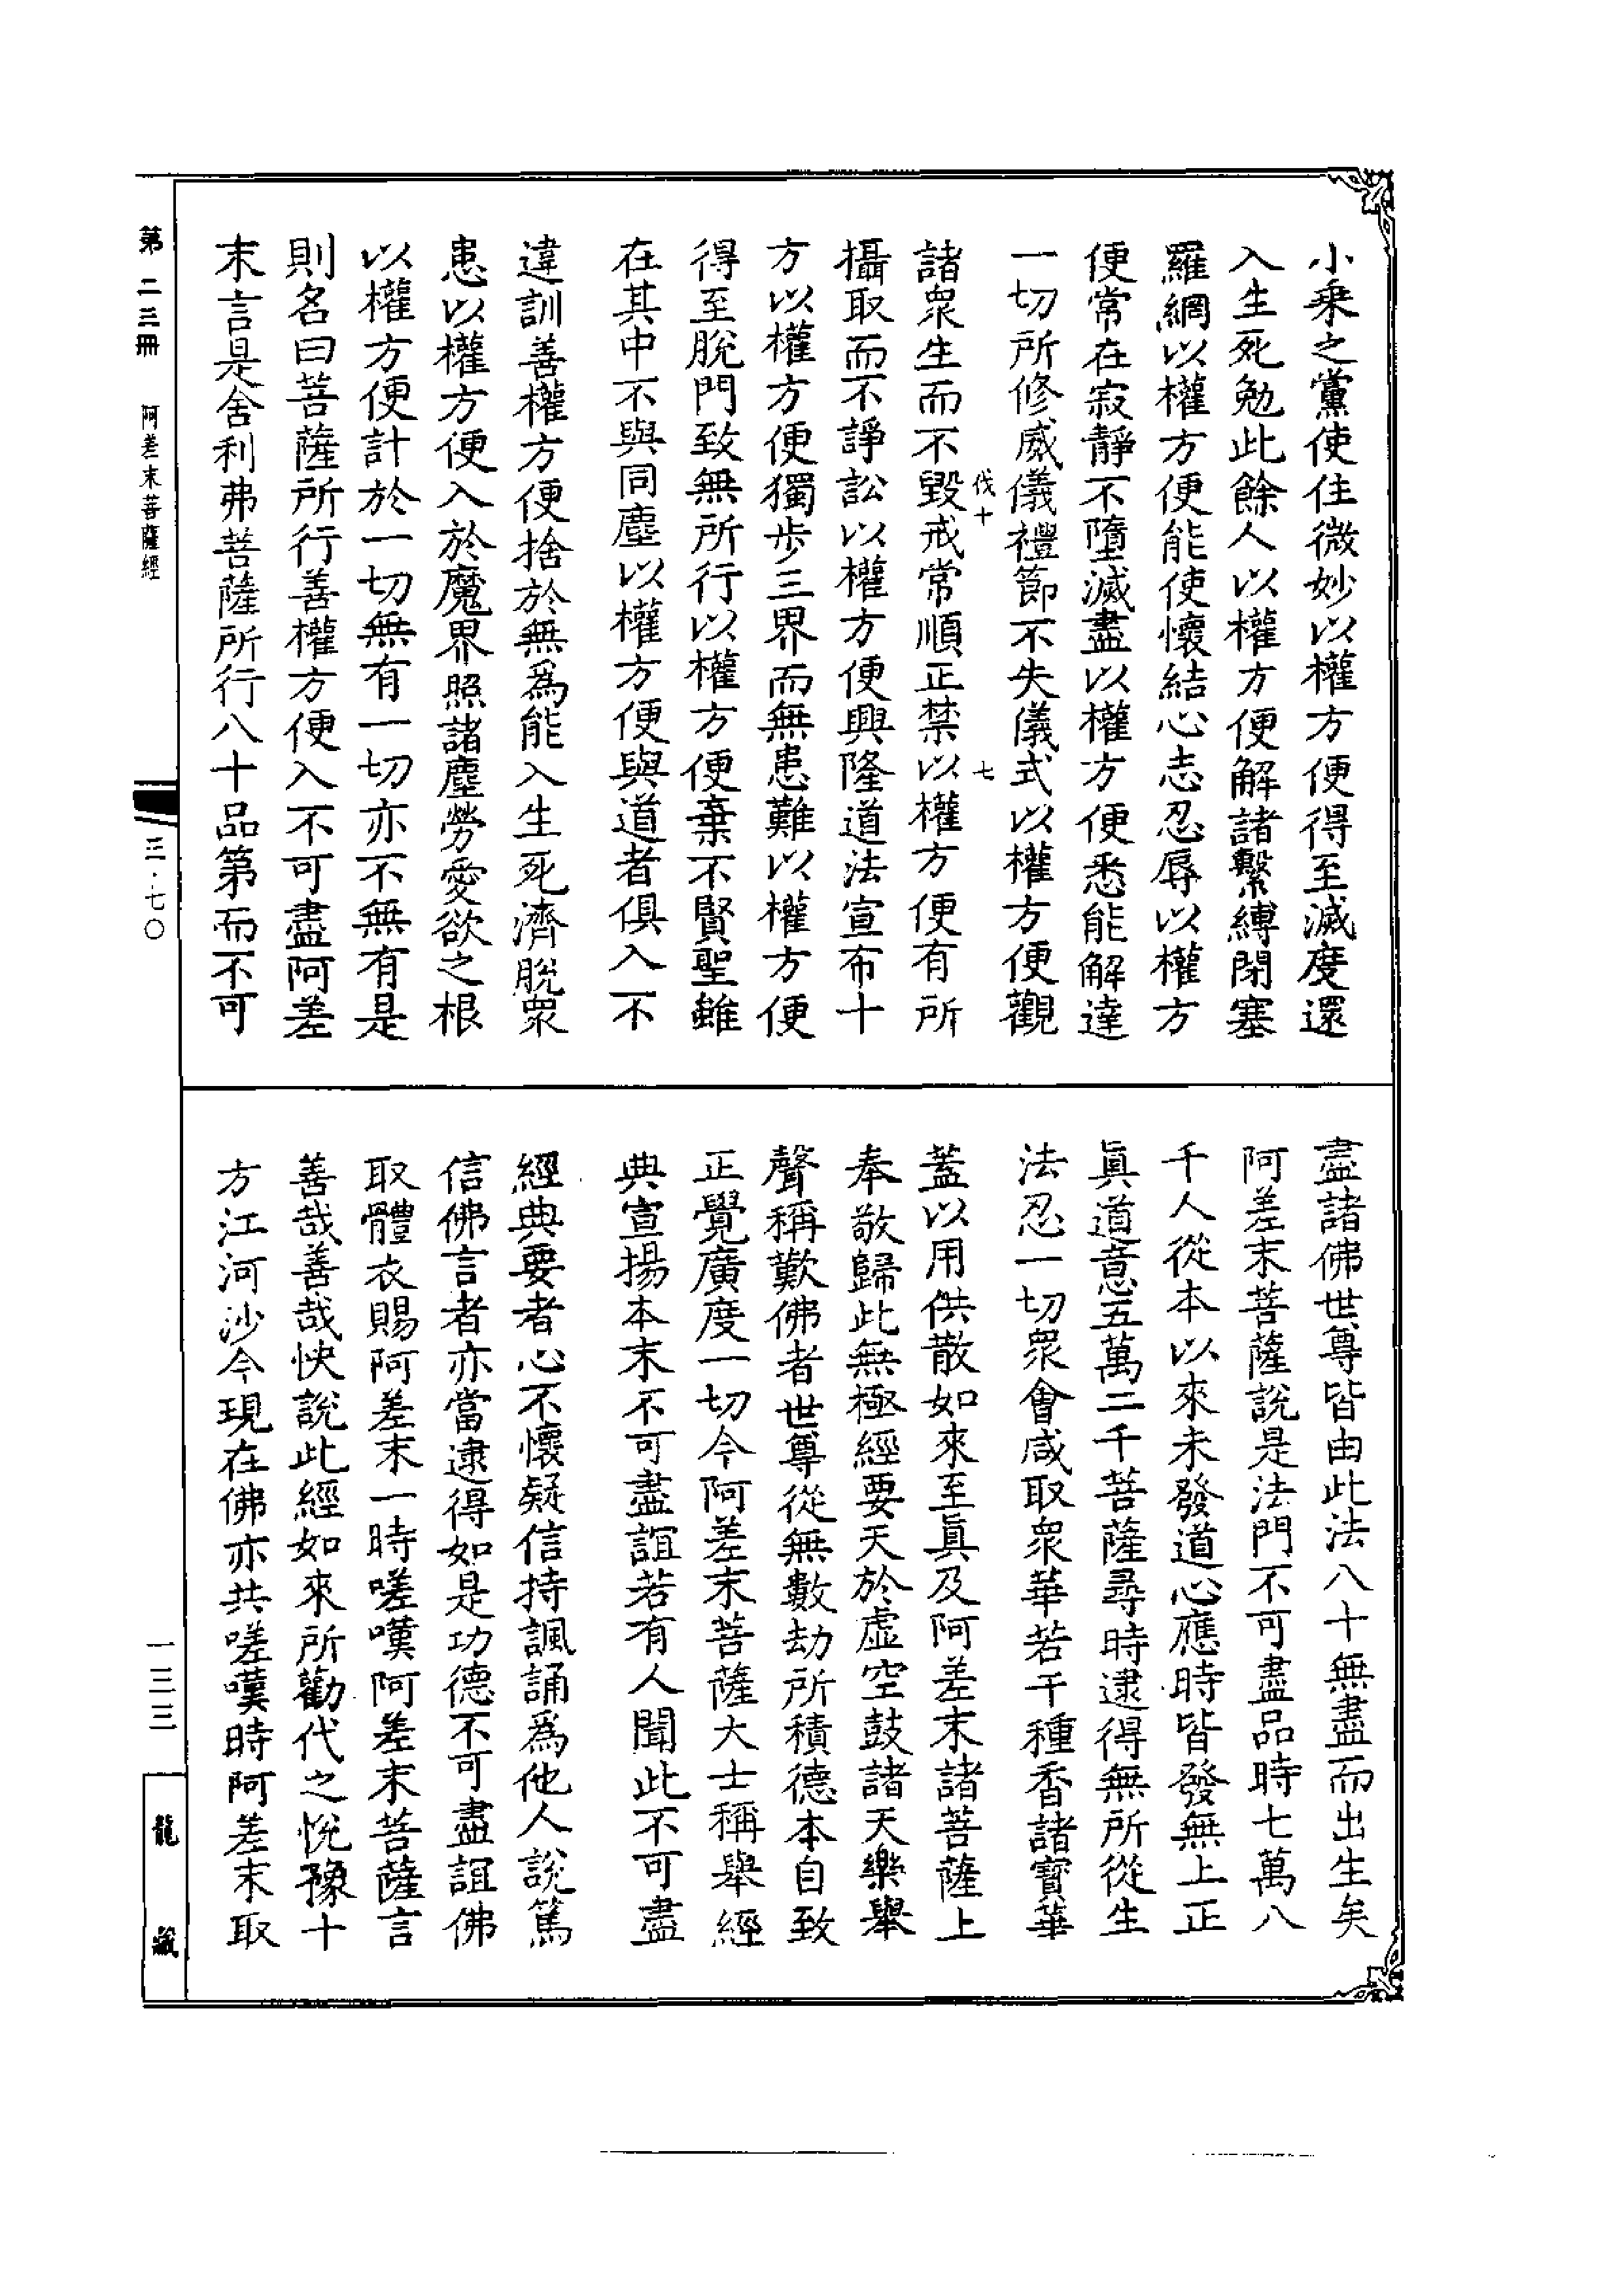 小乘之黨使住微妙以權方便得至滅度還
入生死勉此餘人以權方便解諸繫縛閉塞
羅網以權方便能使懷結心志忍辱以權方
便常在寂靜不墮滅盡以權方便悉能解達
一切所修威儀禮節不失儀式以權方便觀
伐十 七
諸衆生而不毀戒常順正禁以權方便有所
攝取而不諍訟以權方便興隆道法宣布十
方以權方便獨步三界而無患難以權方便
得至脫門致無所行以權方便棄不賢聖雖
在其中不與同塵以權方便與道者俱入不
違訓善權方便捨於無爲能入生死濟脫衆
患以權方便入於魔界照諸塵勞愛欲之根
以權方便計於一切無有一切亦不無有是
則名曰菩薩所行善權方便入不可盡阿差
末言是舍利弗菩薩所行八十品第而不可
盡諸佛世尊皆由此法八十無盡而出生矣
阿差末菩薩說是法門不可盡品時七萬八
千人從本以來未發道心應時皆發無上正
眞道意五萬二千菩薩尋時逮得無所從生
法忍一切衆會咸取衆華若干種香諸寶華
蓋以用供散如來至眞及阿差末諸菩薩上
奉敬歸此無極經要天於虛空鼓諸天樂舉
聲稱歎佛者世尊從無數劫所積德本自致
正覺廣度一切今阿差末菩薩大士稱舉經
典宣揚本末不可盡誼若有人聞此不可盡
經典要者心不懷疑信持諷誦爲他人說篤
信佛言者亦當逮得如是功德不可盡誼佛
取體衣賜阿差末一時嗟嘆阿差末菩薩言
善哉善哉快說此經如來所勸代之悅豫十
方江河沙今現在佛亦共嗟嘆時阿差末取
第二三冊 阿差末菩薩經
三·七〇
一三三
龍藏